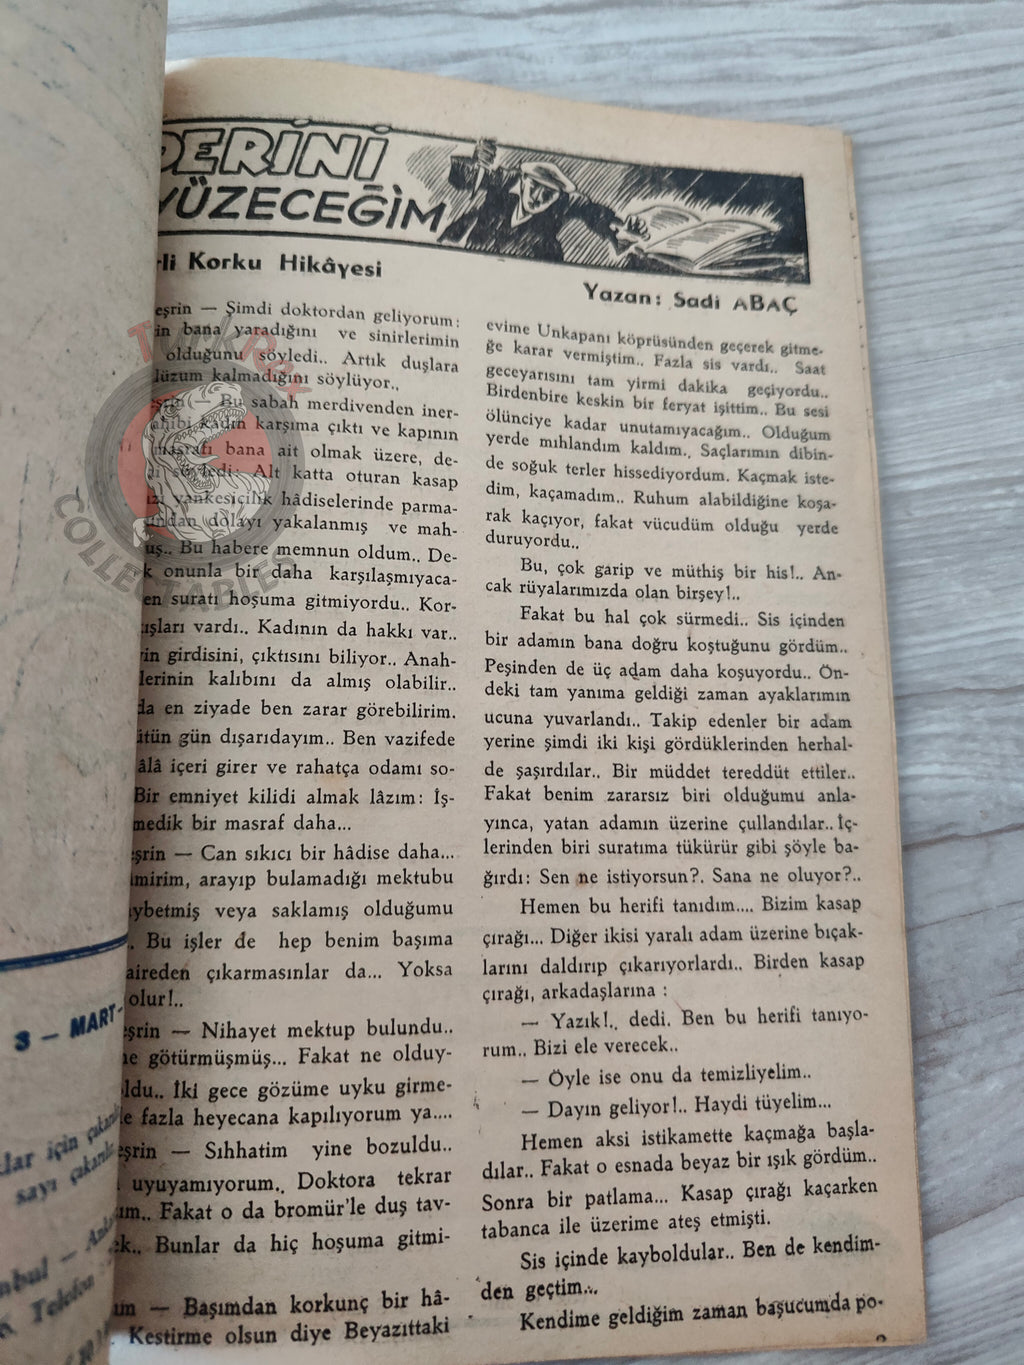 DERİNİ
YÜZECEĞİM
Korku Hikâyesi
Yazan: Sadi ABAÇ
— Şimdi doktordan geliyorum:
bana yaradığını ve sinirlerimin
olduğunu söyledi.. Artık duşlara
lüzum kalmadığını söylüyor..
— Bu sabah merdivenden iner-
kadın karşıma çıktı ve kapının
masrafı bana ait olmak üzere, de-
söyledi: Alt katta oturan kasap
yankesicilik hâdiselerinde parma-
dolayı yakalanmış ve mah-
Bu habere memnun oldum.. De-
onunla bir daha karşılaşmıyaca-
suratı hoşuma gitmiyordu.. Kor-
vardı.. Kadının da hakkı var..
girdisini, çıktısını biliyor.. Anah-
kalıbını da almış olabilir..
en ziyade ben zarar görebilirim.
gün dışarıdayım.. Ben vazifede
içeri girer ve rahatça odamı so-
Bir emniyet kilidi almak lâzım: İş-
medik bir masraf daha...
— Can sıkıcı bir hâdise daha...
arayıp bulamadığı mektubu
veya saklamış olduğumu
Bu işler de hep benim başıma
çıkarmasınlar da... Yoksa
olur!..
— Nihayet mektup bulundu..
götürmüşmüş... Fakat ne olduy-
İki gece gözüme uyku girme-
fazla heyecana kapılıyorum ya....
— Sıhhatim yine bozuldu..
uyuyamıyorum.. Doktora tekrar
Fakat o da bromür'le duş tav-
Bunlar da hiç hoşuma gitmi-
— Başımdan korkunç bir hâ-
Kestirme olsun diye Beyazıttaki
evime Unkapanı köprüsünden geçerek gitme-
ğe karar vermiştim.. Fazla sis vardı.. Saat
geceyarısını tam yirmi dakika geçiyordu..
Birdenbire keskin bir feryat işittim.. Bu sesi
ölünciye kadar unutamıyacağım.. Olduğum
yerde mıhlandım kaldım.. Saçlarımın dibin-
de soğuk terler hissediyordum. Kaçmak iste-
dim, kaçamadım.. Ruhum alabildiğine koşa-
rak kaçıyor, fakat vücudüm olduğu yerde
duruyordu..
Bu, çok garip ve müthiş bir his!.. An-
cak rüyalarımızda olan birşey!..
Fakat bu hal çok sürmedi.. Sis içinden
bir adamın bana doğru koştuğunu gördüm..
Peşinden de üç adam daha koşuyordu.. Ön-
deki tam yanıma geldiği zaman ayaklarımın
ucuna yuvarlandı.. Takip edenler bir adam
yerine şimdi iki kişi gördüklerinden herhal-
de şaşırdılar.. Bir müddet tereddüt ettiler..
Fakat benim zararsız biri olduğumu anla-
yınca, yatan adamın üzerine çullandılar.. İç-
lerinden biri suratıma tükürür gibi şöyle ba-
ğırdı: Sen ne istiyorsun?. Sana ne oluyor?..
Hemen bu herifi tanıdım.... Bizim kasap
çırağı... Diğer ikisi yaralı adam üzerine bıçak-
larını daldırıp çıkarıyorlardı.. Birden kasap
çırağı, arkadaşlarına :
— Yazık!.. dedi. Ben bu herifi tanıyo-
rum.. Bizi ele verecek..
— Öyle ise onu da temizliyelim..
— Dayın geliyor!.. Haydi tüyelim...
Hemen aksi istikamette kaçmağa başla-
dılar.. Fakat o esnada beyaz bir ışık gördüm..
Sonra bir patlama... Kasap çırağı kaçarken
tabanca ile üzerime ateş etmişti.
Sis içinde kayboldular.. Ben de kendim-
den geçtim...
Kendime geldiğim zaman başucumda po-
3 — MART-
için çıkarıl
sayı çıkarılı
Telefon
COLLECTABLES